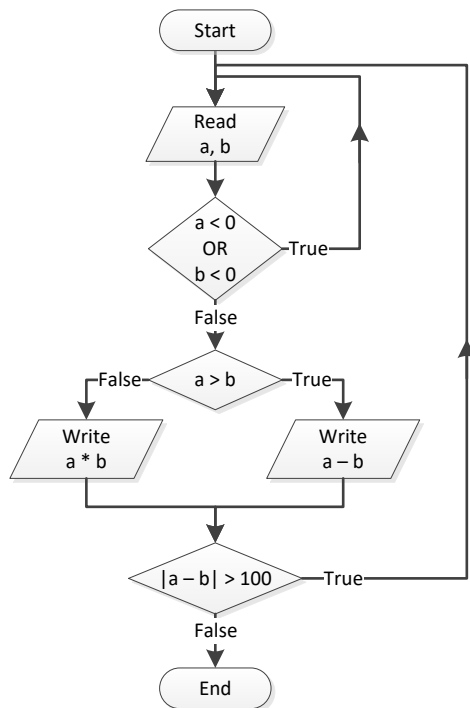 Start
Read
a, b
a < 0
OR
b < 0
True
False
False
a > b
True
Write
a * b
Write
a – b
|a – b| > 100
True
False
End